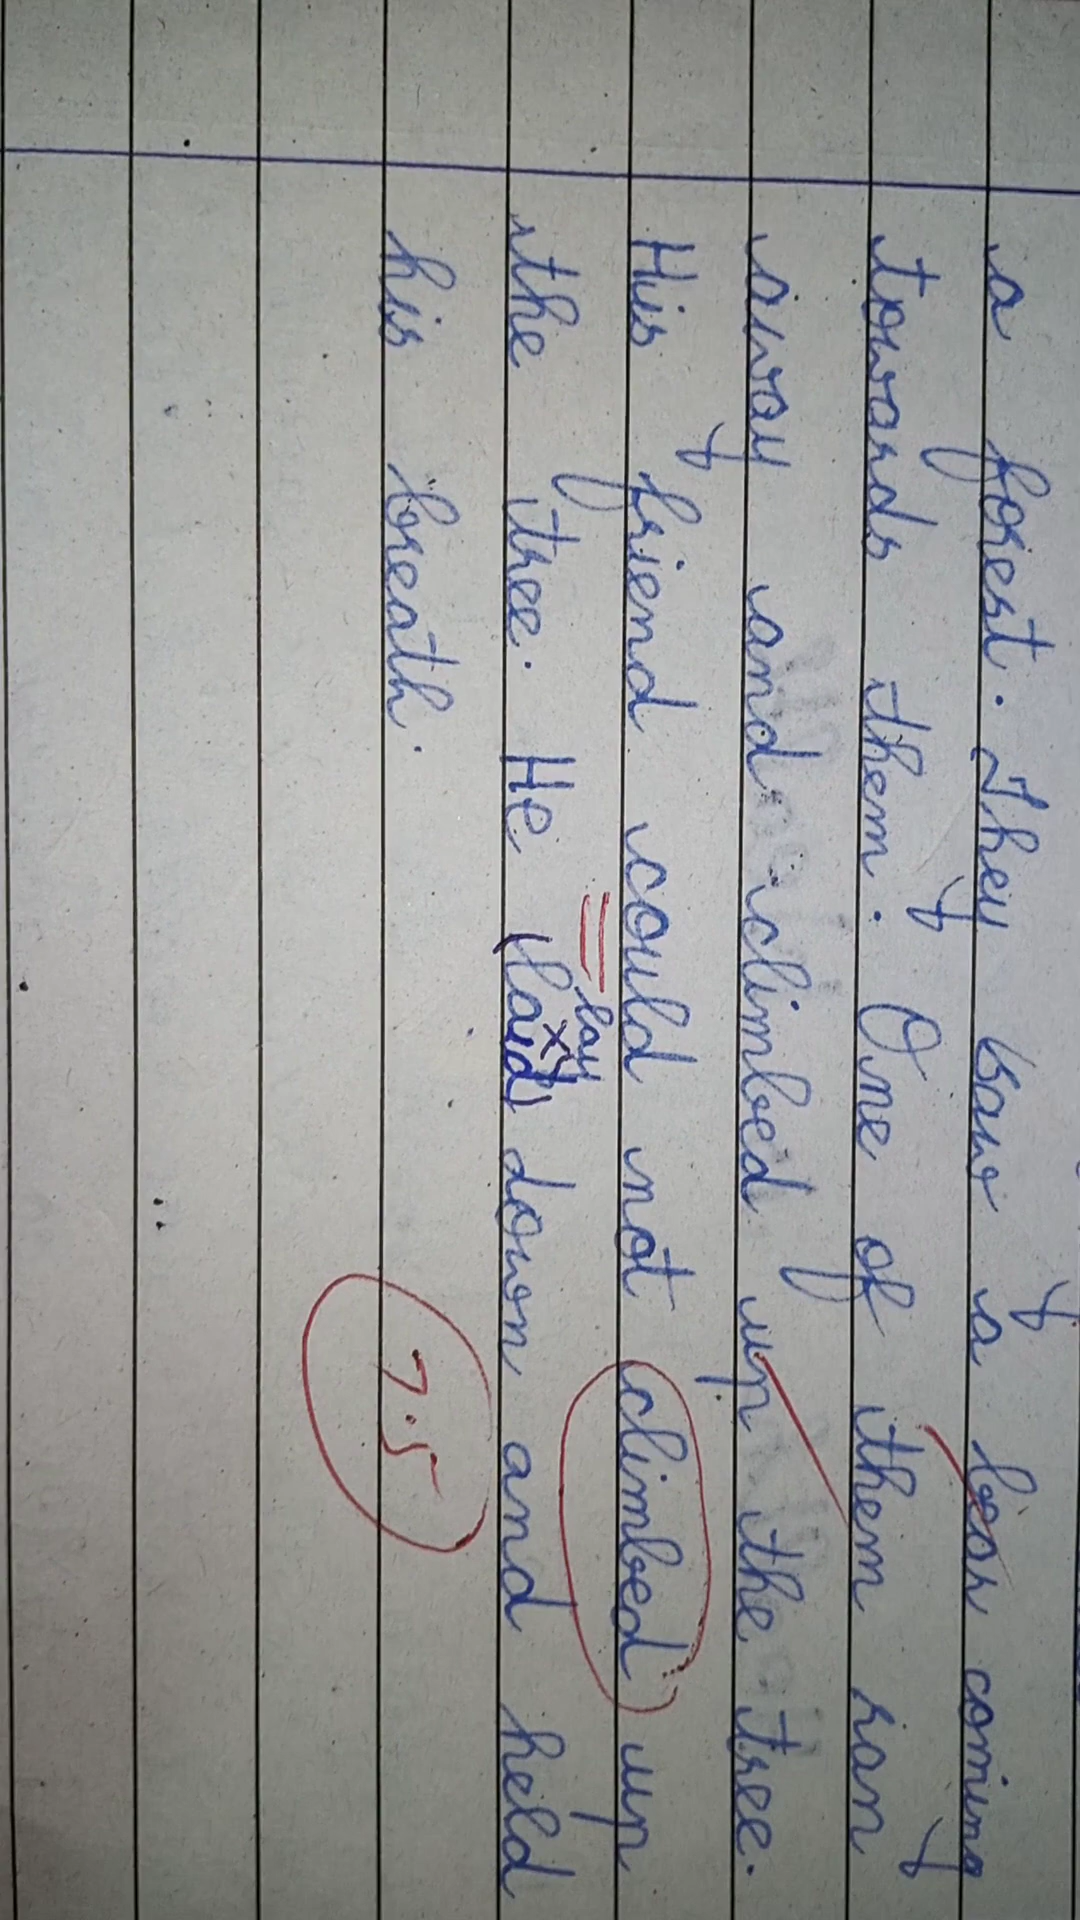 a forest. They saw a bear coming
towards them. One of them ran
away and climbed up the tree.
His friend could not climbed up
lay
the tree. He (laid) down and held
his breath.
7.5